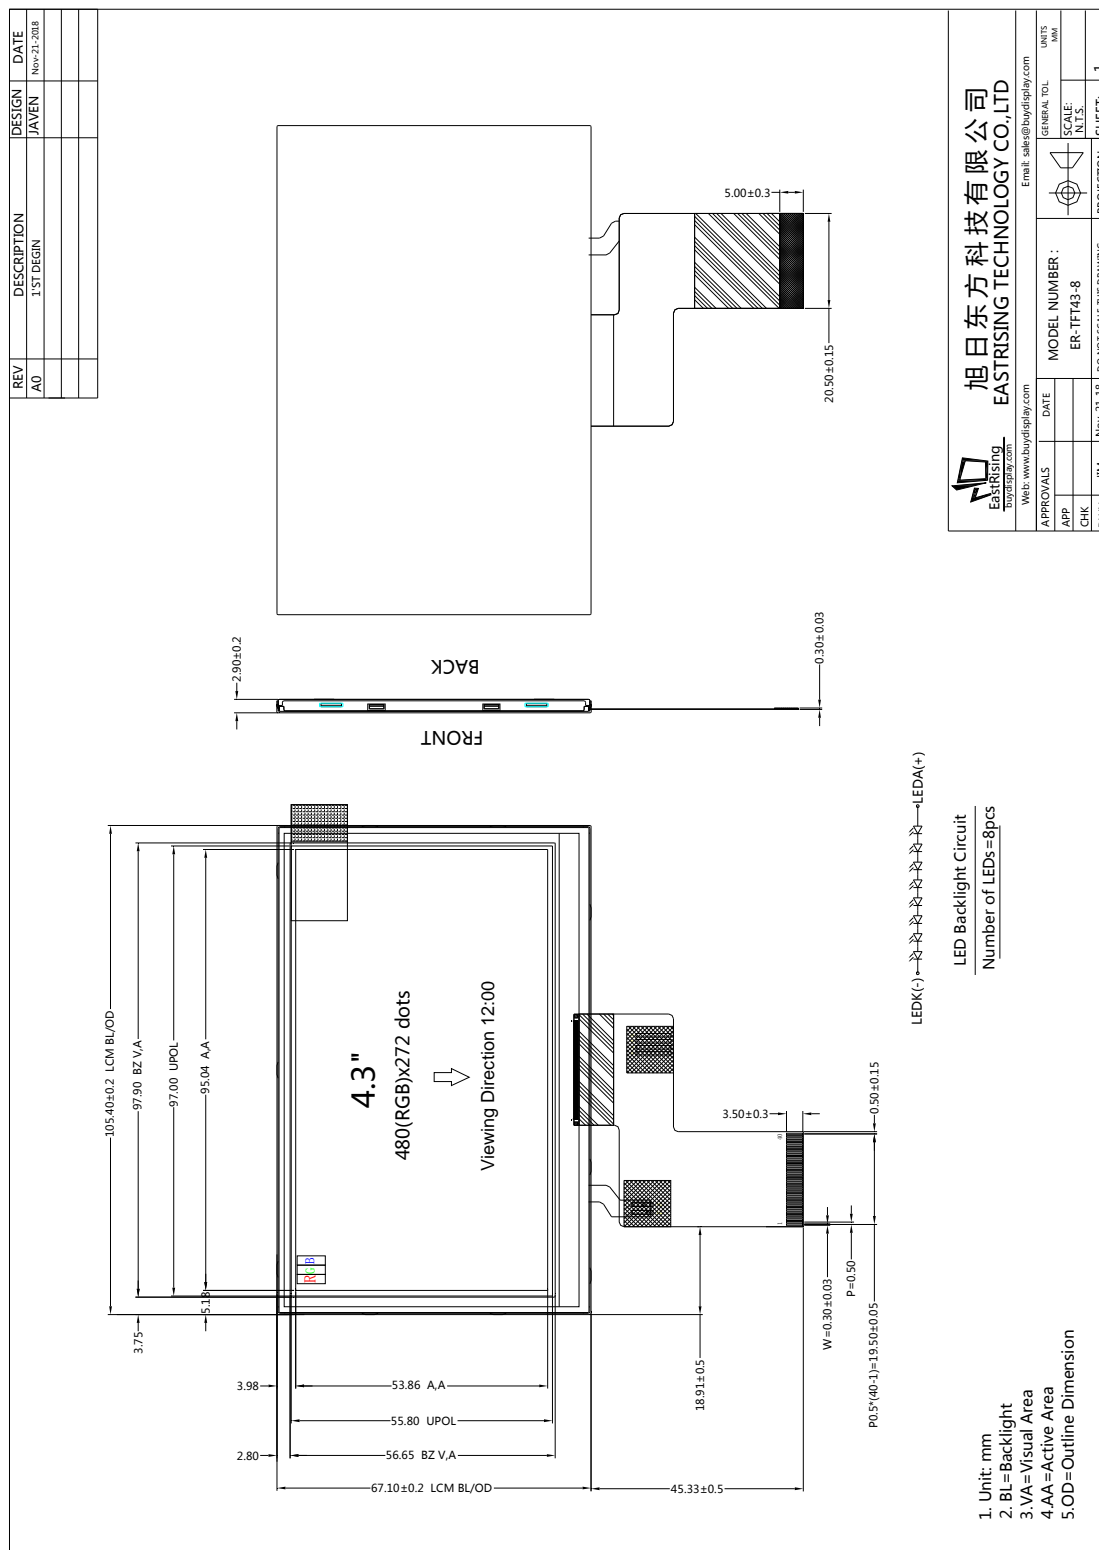 REV DESCRIPTION DESIGN DATE
A0 1'ST DEGIN JAVEN Nov-21-2018
5.00±0.3
20.50±0.15
2.90±0.2
BACK
FRONT
0.30±0.03
105.40±0.2 LCM BL/OD
97.90 BZ V,A
97.00 UPOL
95.04 A,A
3.75
4.3"
480(RGB)x272 dots
Viewing Direction 12:00
RGB
3.98
53.86 A,A
55.80 UPOL
2.80
56.65 BZ V,A
67.10±0.2 LCM BL/OD
45.33±0.5
18.91±0.5
3.50±0.3
0.50±0.15
40
1
W=0.30±0.03
P=0.50
P0.5*(40-1)=19.50±0.05
LEDK(-) LEDA(+)
LED Backlight Circuit
Number of LEDs=8pcs
1. Unit: mm
2. BL=Backlight
3.VA=Visual Area
4.AA=Active Area
5.OD=Outline Dimension
旭日东方科技有限公司
EASTRISING TECHNOLOGY CO.,LTD
EastRising
buydisplay.com
Web: www.buydisplay.com Email: sales@buydisplay.com
APPROVALS DATE
APP
CHK
MODEL NUMBER :
ER-TFT43-8
GENERAL TOL. UNITS
MM
SCALE:
N.T.S.